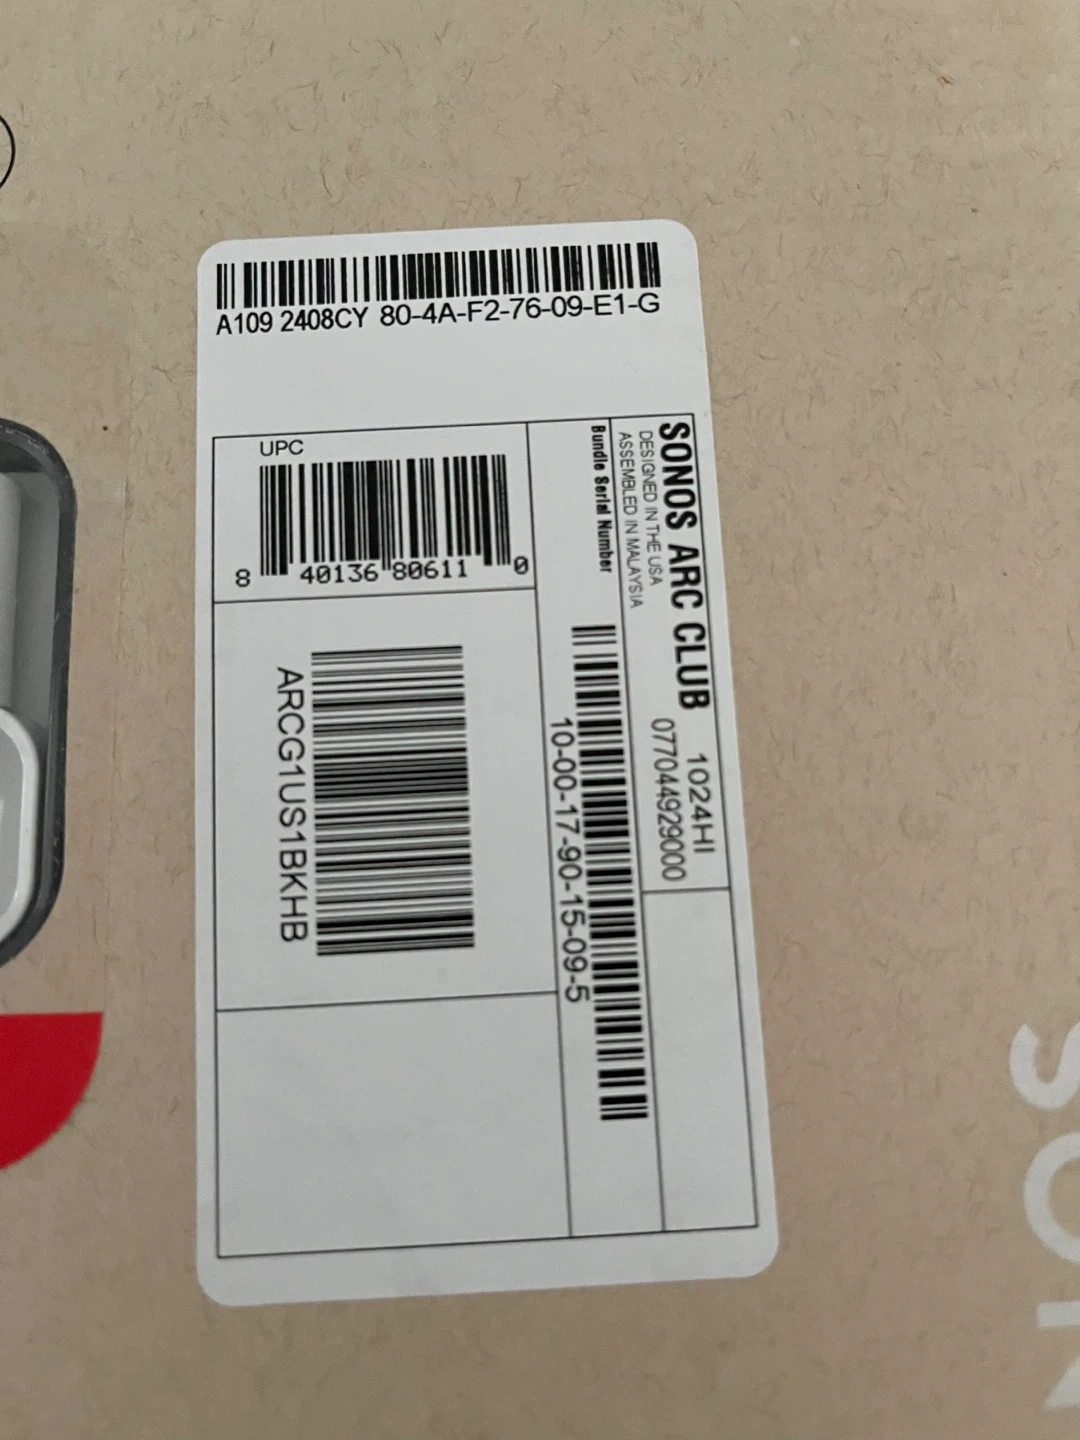 A109 2408CY 80-4A-F2-76-09-E1-G
UPC
8 40136 80611 0
ARCG1US1BKHB
SONOS ARC CLUB
DESIGNED IN THE USA
ASSEMBLED IN MALAYSIA
1024HI
077044929000
Bundle Serial Number
10-00-17-90-15-09-5
SON